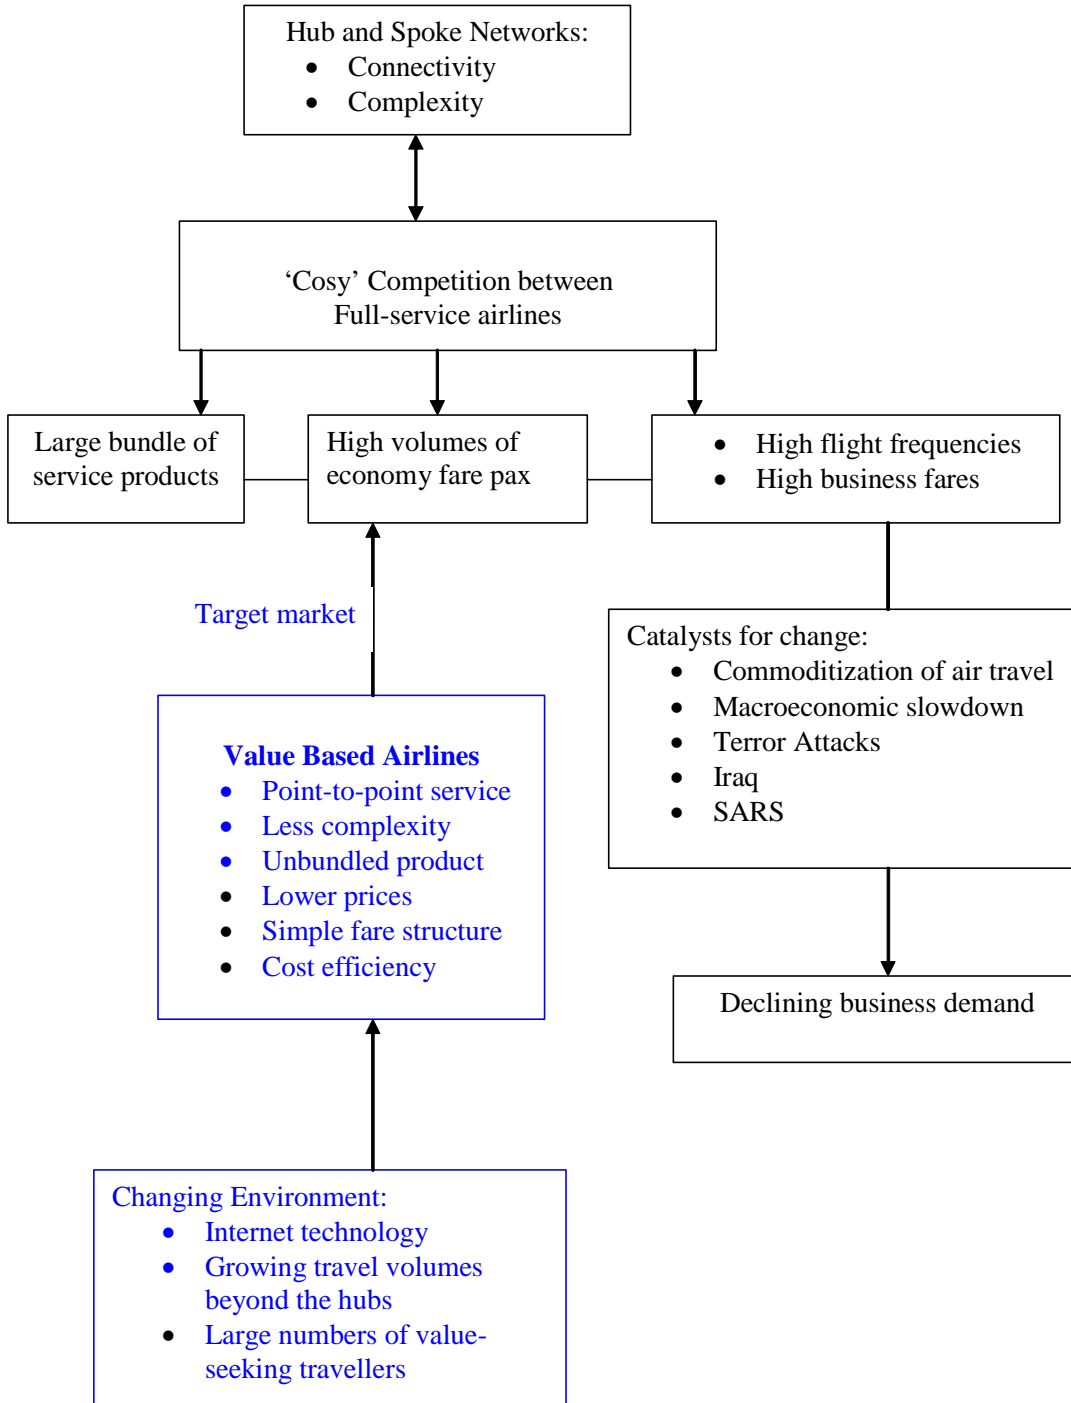 Hub and Spoke Networks:
• Connectivity
• Complexity
‘Cosy’ Competition between
Full-service airlines
Large bundle of
service products
High volumes of
economy fare pax
• High flight frequencies
• High business fares
Target market
Catalysts for change:
• Commoditization of air travel
• Macroeconomic slowdown
• Terror Attacks
• Iraq
• SARS
Value Based Airlines
• Point-to-point service
• Less complexity
• Unbundled product
• Lower prices
• Simple fare structure
• Cost efficiency
Declining business demand
Changing Environment:
• Internet technology
• Growing travel volumes
beyond the hubs
• Large numbers of value-
seeking travellers